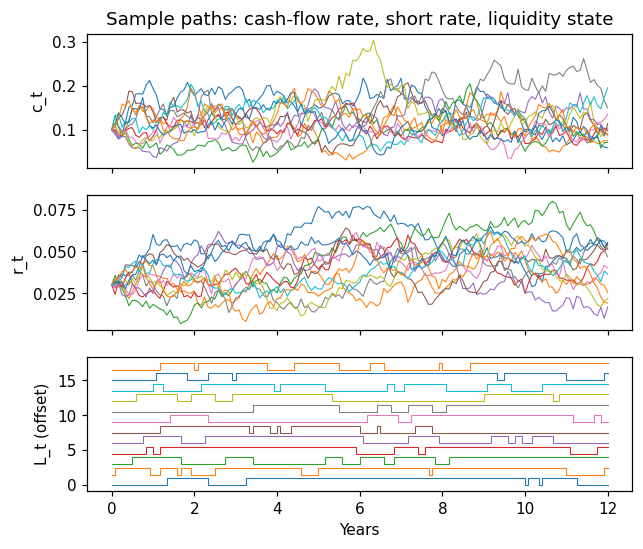 Sample paths: cash-flow rate, short rate, liquidity state
c_t
0.3
0.2
0.1
r_t
0.075
0.050
0.025
L_t (offset)
15
10
5
0
0 2 4 6 8 10 12
Years